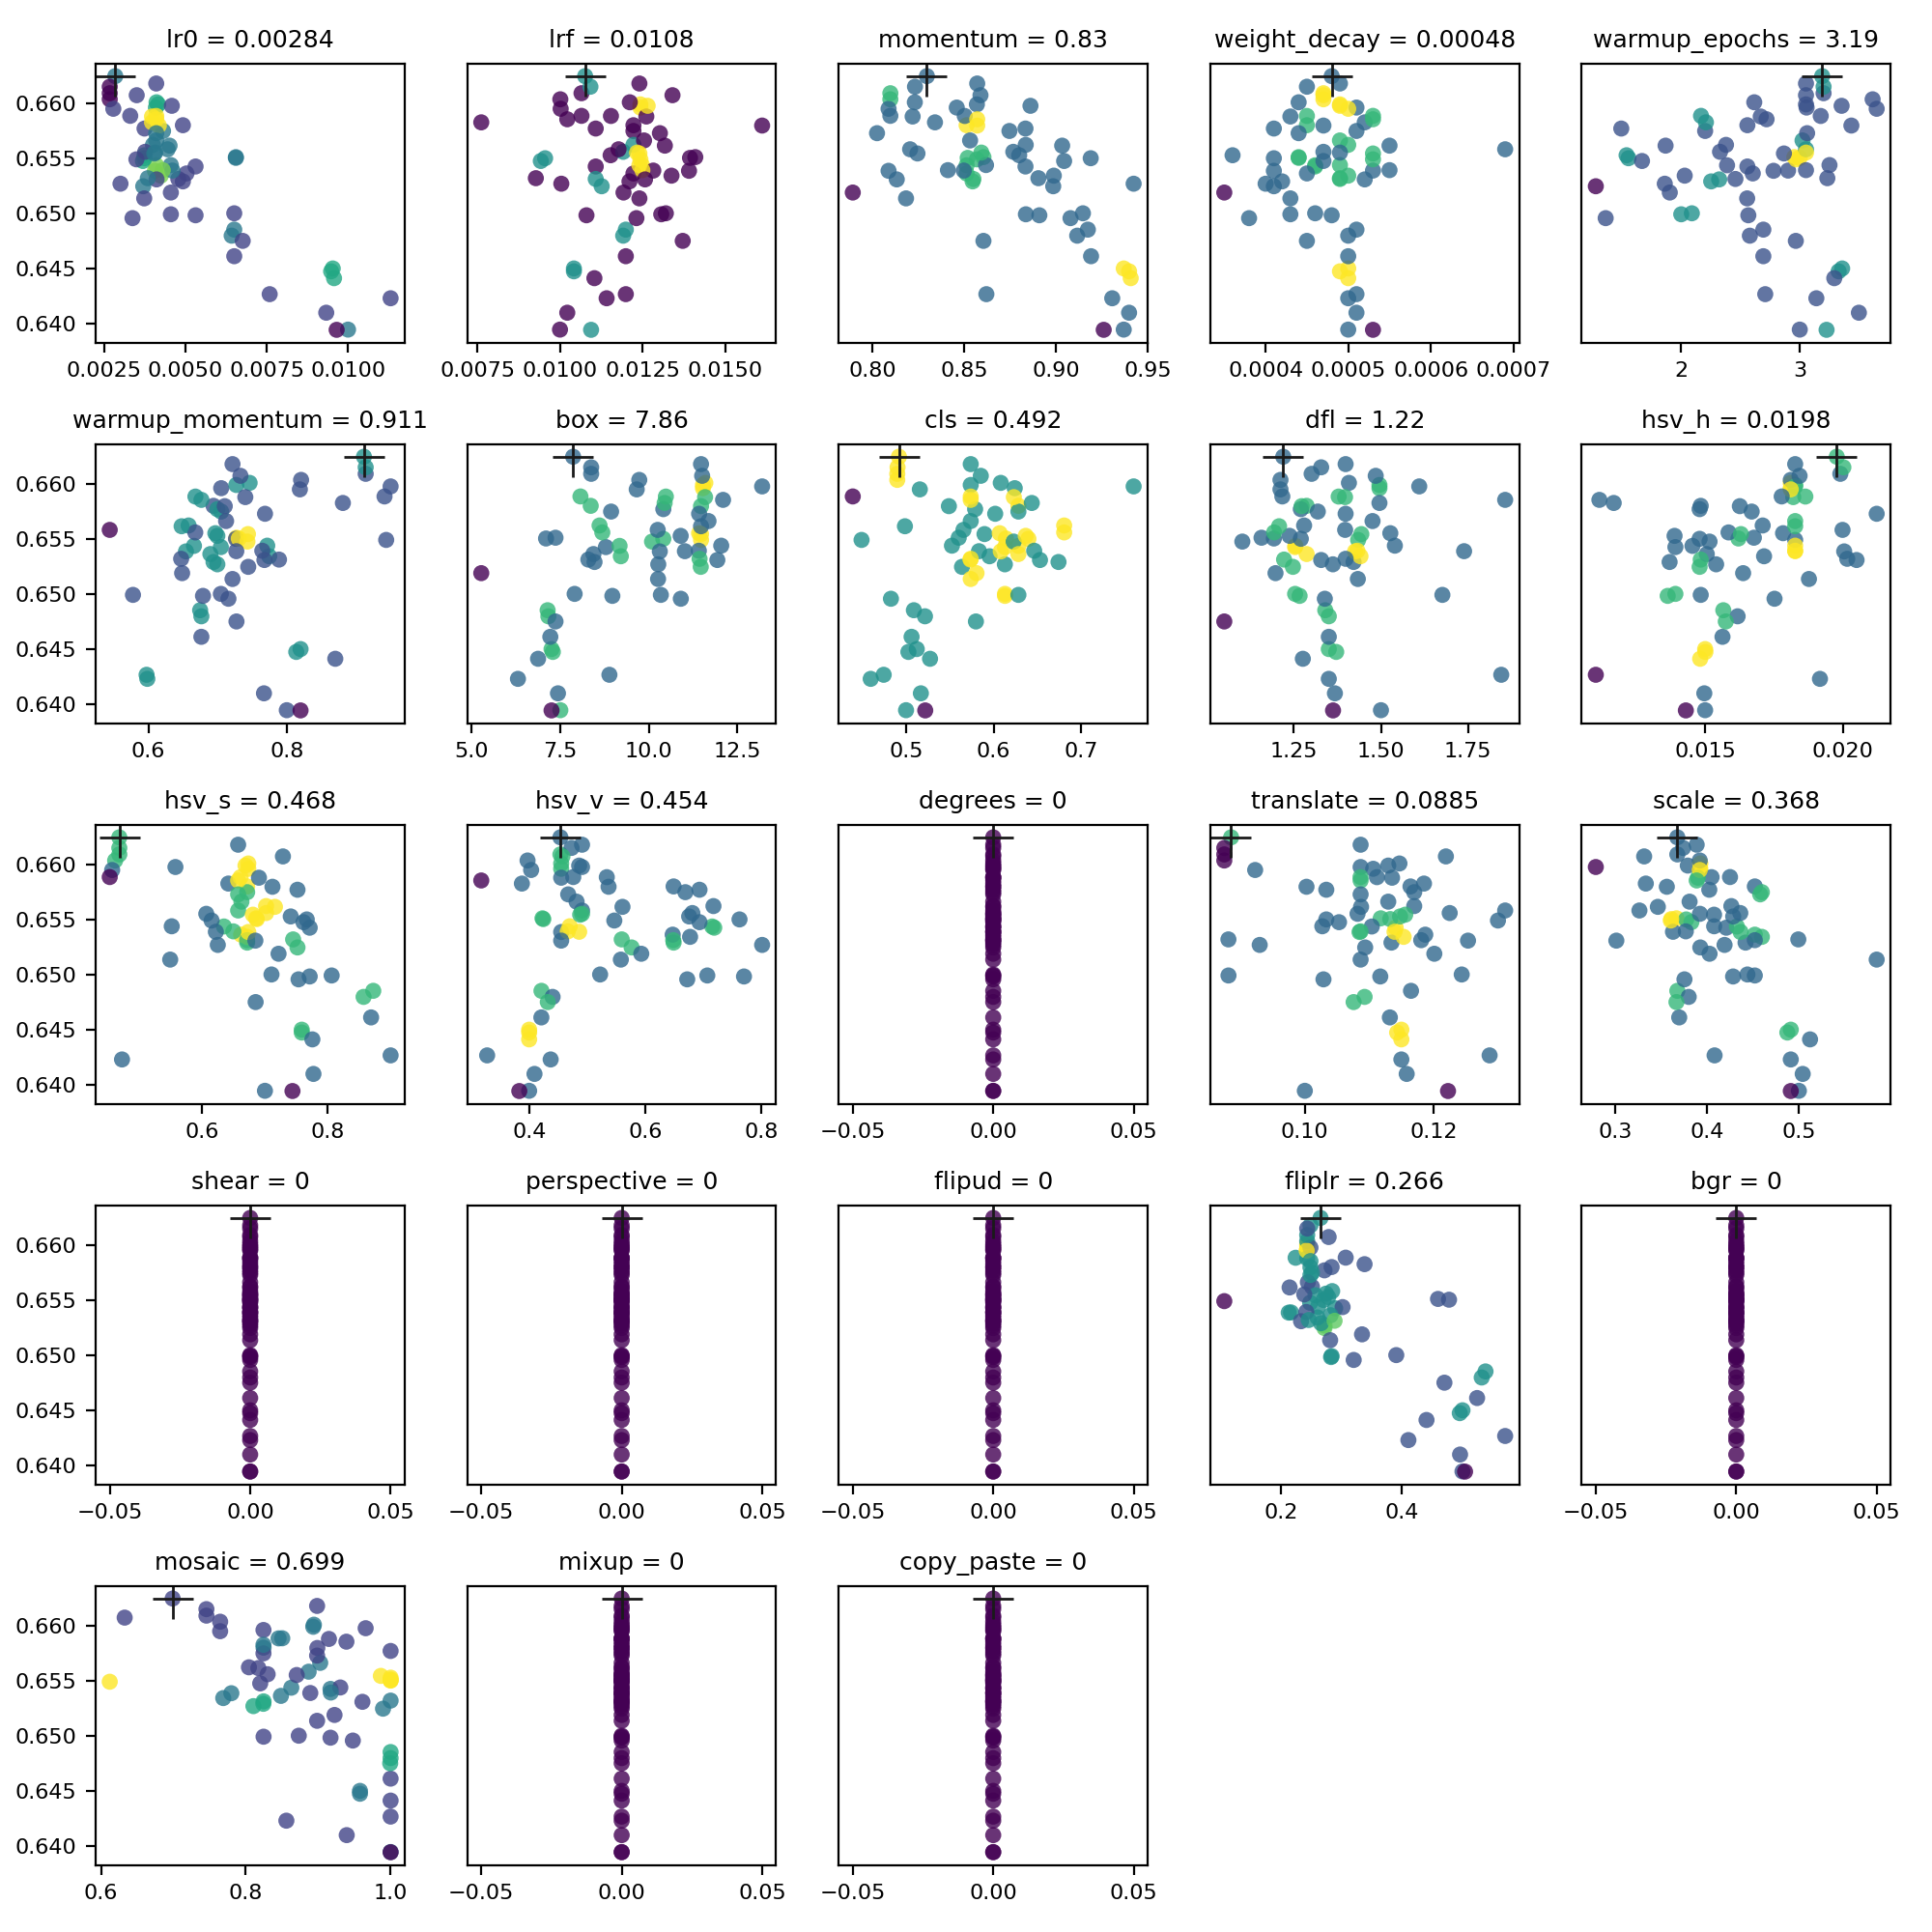 lr0 = 0.00284 lrf = 0.0108 momentum = 0.83 weight_decay = 0.00048 warmup_epochs = 3.19
0.660
0.655
0.650
0.645
0.640
0.0025 0.0050 0.0075 0.0100 0.0075 0.0100 0.0125 0.0150 0.80 0.85 0.90 0.95 0.0004 0.0005 0.0006 0.0007 2 3
warmup_momentum = 0.911 box = 7.86 cls = 0.492 dfl = 1.22 hsv_h = 0.0198
0.660
0.655
0.650
0.645
0.640
0.6 0.8 5.0 7.5 10.0 12.5 0.5 0.6 0.7 1.25 1.50 1.75 0.015 0.020
hsv_s = 0.468 hsv_v = 0.454 degrees = 0 translate = 0.0885 scale = 0.368
0.660
0.655
0.650
0.645
0.640
0.6 0.8 0.4 0.6 0.8 −0.05 0.00 0.05 0.10 0.12 0.3 0.4 0.5
shear = 0 perspective = 0 flipud = 0 fliplr = 0.266 bgr = 0
0.660
0.655
0.650
0.645
0.640
−0.05 0.00 0.05 −0.05 0.00 0.05 −0.05 0.00 0.05 0.2 0.4 −0.05 0.00 0.05
mosaic = 0.699 mixup = 0 copy_paste = 0
0.660
0.655
0.650
0.645
0.640
0.6 0.8 1.0 −0.05 0.00 0.05 −0.05 0.00 0.05